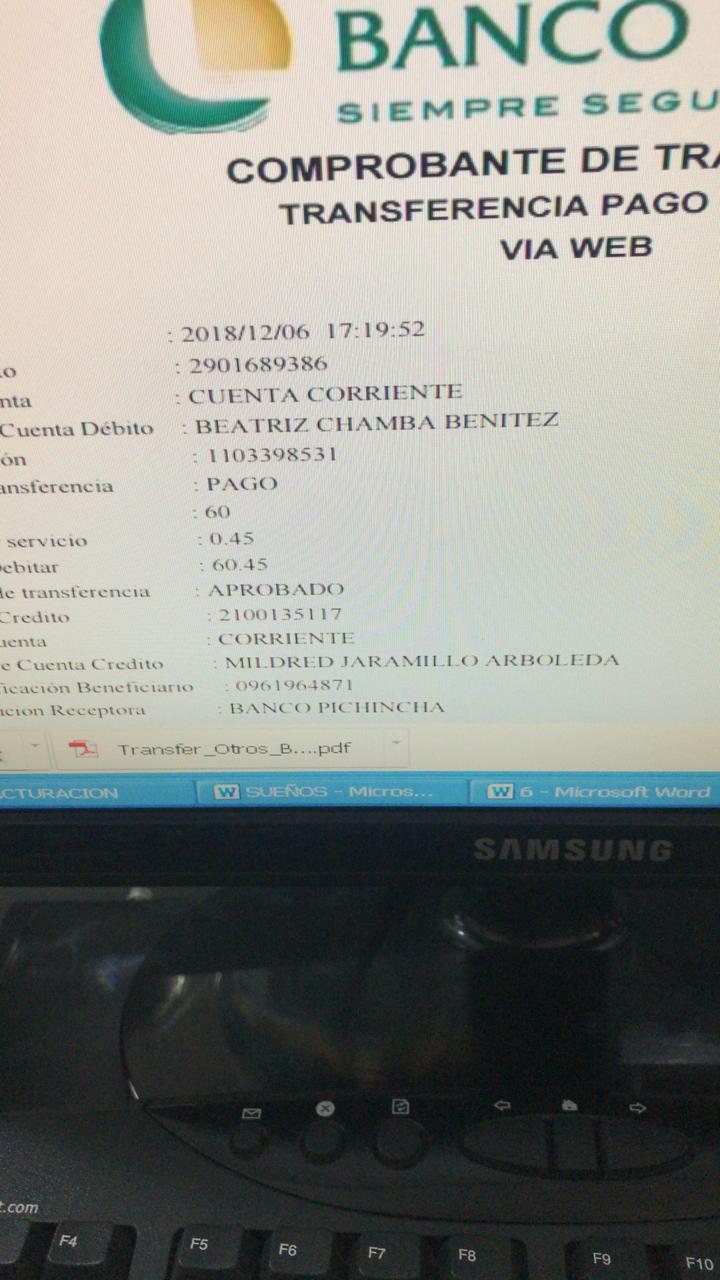 BANCO
SIEMPRE SEGU
COMPROBANTE DE TRA
TRANSFERENCIA PAGO
VIA WEB
: 2018/12/06 17:19:52
o : 2901689386
nta : CUENTA CORRIENTE
Cuenta Débito : BEATRIZ CHAMBA BENITEZ
ón : 1103398531
ansferencia : PAGO
: 60
servicio : 0.45
ebitar : 60.45
de transferencia : APROBADO
Credito : 2100135117
uenta : CORRIENTE
e Cuenta Credito : MILDRED JARAMILLO ARBOLEDA
ficación Beneficiario : 0961964871
ucion Receptora : BANCO PICHINCHA
Transfer_Otros_B....pdf
CTURACION
W SUEÑOS - Micros...
W 6 - Microsoft Word
SAMSUNG
t.com
F4 F5 F6 F7 F8 F9 F10